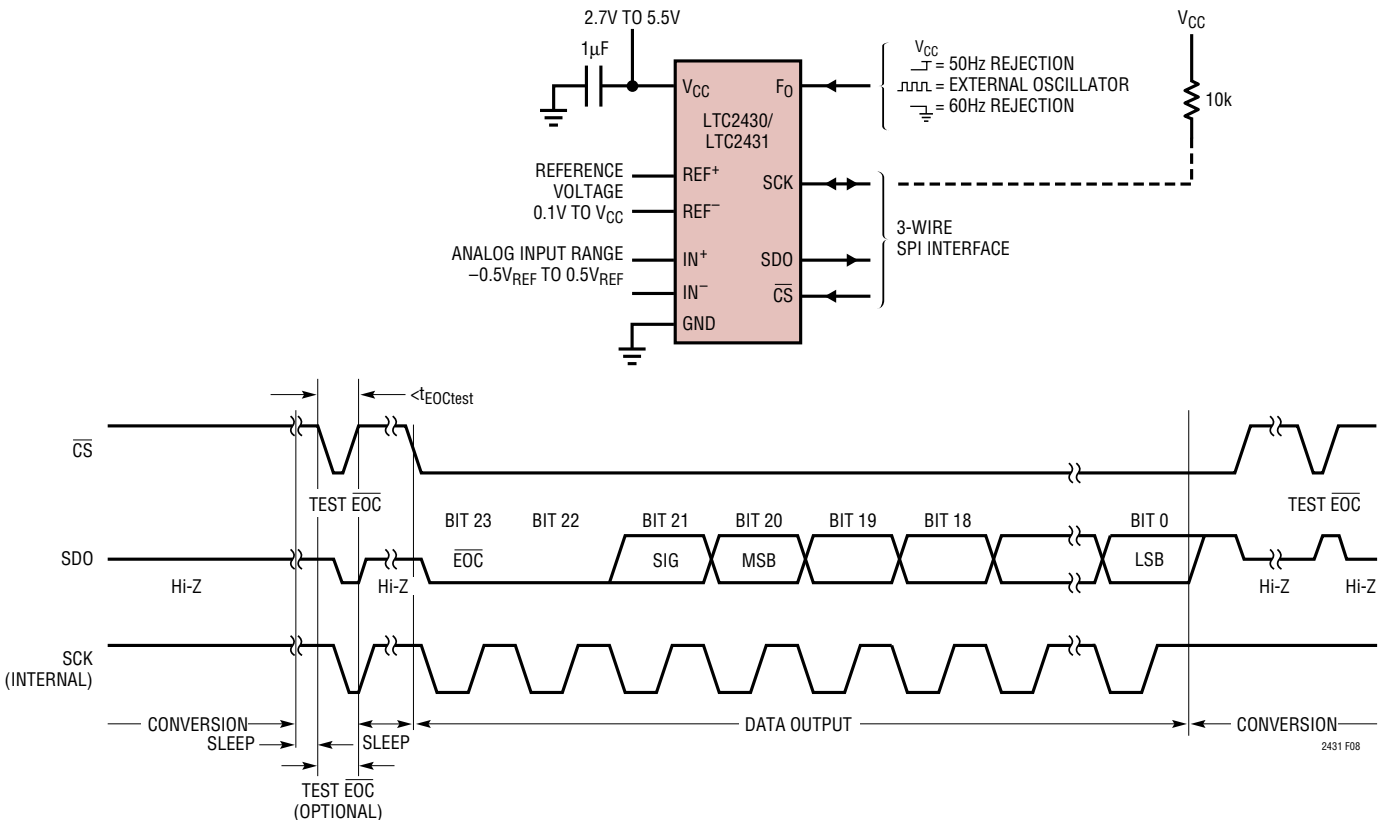 2.7V TO 5.5V
1µF
VCC
LTC2430/
LTC2431
FO
REF+
REF−
IN+
IN−
GND
SCK
SDO
CS
REFERENCE
VOLTAGE
0.1V TO VCC
ANALOG INPUT RANGE
−0.5VREF TO 0.5VREF
VCC
= 50Hz REJECTION
= EXTERNAL OSCILLATOR
= 60Hz REJECTION
3-WIRE
SPI INTERFACE
VCC
10k
<tEOCtest
CS
TEST EOC
TEST EOC
BIT 23 BIT 22 BIT 21 BIT 20 BIT 19 BIT 18 BIT 0
SDO
EOC SIG MSB LSB
Hi-Z Hi-Z Hi-Z Hi-Z
SCK
(INTERNAL)
CONVERSION
SLEEP
SLEEP
DATA OUTPUT
CONVERSION
TEST EOC
(OPTIONAL)
2431 F08